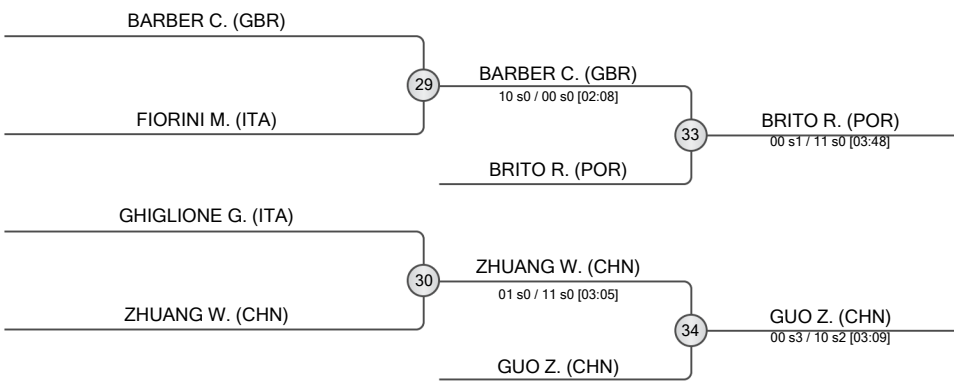 BARBER C. (GBR)
29
FIORINI M. (ITA)
BARBER C. (GBR)
10 s0 / 00 s0 [02:08]
33
BRITO R. (POR)
BRITO R. (POR)
00 s1 / 11 s0 [03:48]
GHIGLIONE G. (ITA)
30
ZHUANG W. (CHN)
ZHUANG W. (CHN)
01 s0 / 11 s0 [03:05]
34
GUO Z. (CHN)
GUO Z. (CHN)
00 s3 / 10 s2 [03:09]